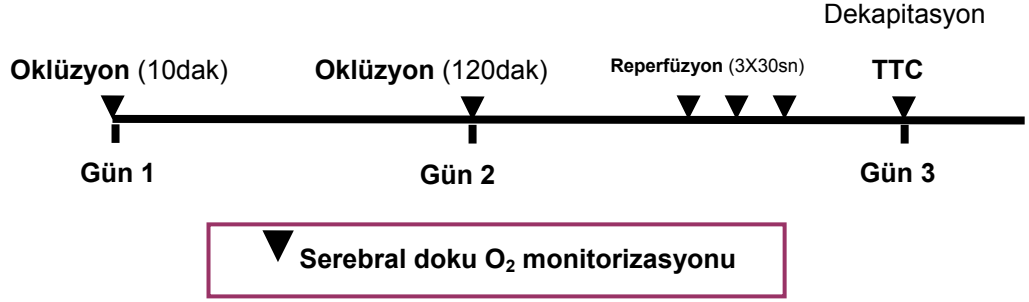 Dekapitasyon
Oklüzyon (10dak) Oklüzyon (120dak) Reperfüzyon (3X30sn) TTC
Gün 1 Gün 2 Gün 3
Serebral doku O₂ monitorizasyonu